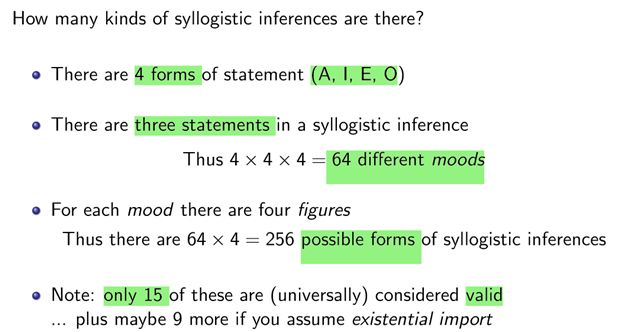 How many kinds of syllogistic inferences are there?
There are 4 forms of statement (A, I, E, O)
There are three statements in a syllogistic inference
Thus 4 × 4 × 4 = 64 different moods
For each mood there are four figures
Thus there are 64 × 4 = 256 possible forms of syllogistic inferences
Note: only 15 of these are (universally) considered valid
... plus maybe 9 more if you assume existential import